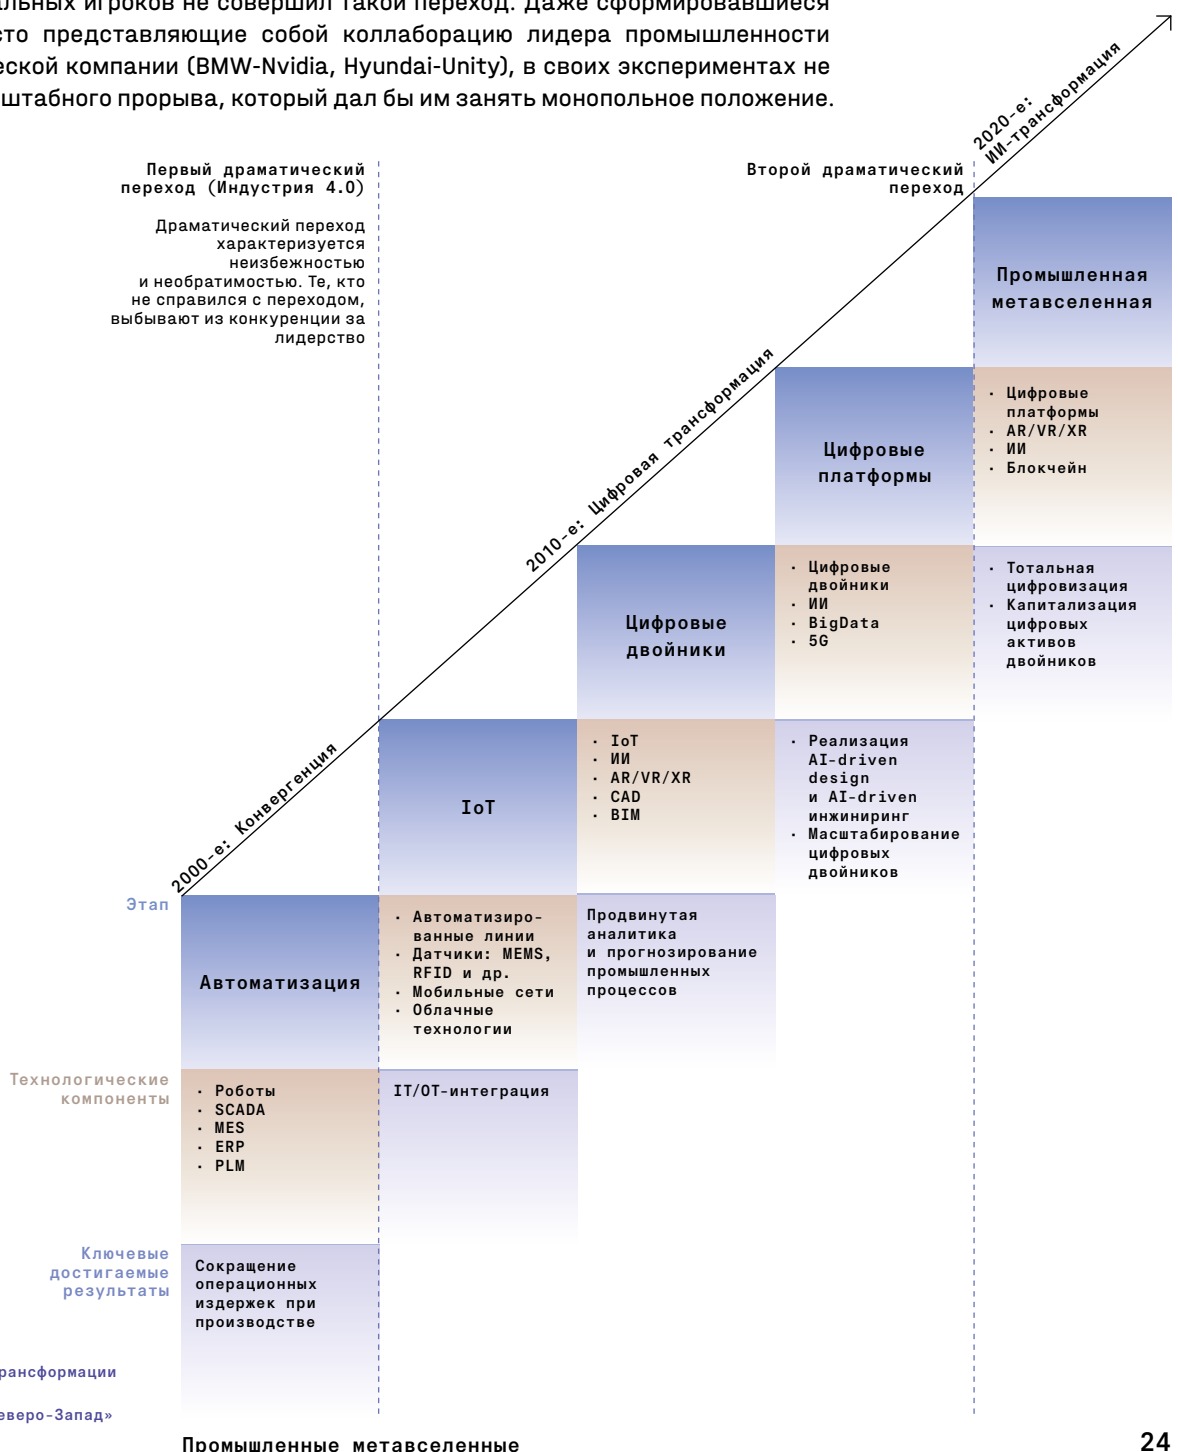 альных игроков не совершил такой переход. Даже сформировавшиеся
сто представляющие собой коллаборацию лидера промышленности
еской компании (BMW-Nvidia, Hyundai-Unity), в своих экспериментах не
штабного прорыва, который дал бы им занять монопольное положение.
Первый драматический
переход (Индустрия 4.0)
Драматический переход
характеризуется
неизбежностью
и необратимостью. Те, кто
не справился с переходом,
выбывают из конкуренции за
лидерство
Второй драматический
переход
2000-е: Конвергенция
2010-е: Цифровая трансформация
2020-е:
ИИ-трансформация
Этап
Автоматизация
Технологические
компоненты
· Роботы
· SCADA
· MES
· ERP
· PLM
Ключевые
достигаемые
результаты
Сокращение
операционных
издержек при
производстве
IoT
· Автоматизиро-
ванные линии
· Датчики: MEMS,
RFID и др.
· Мобильные сети
· Облачные
технологии
IT/OT-интеграция
Цифровые
двойники
· IoT
· ИИ
· AR/VR/XR
· CAD
· BIM
Продвинутая
аналитика
и прогнозирование
промышленных
процессов
Цифровые
платформы
· Цифровые
двойники
· ИИ
· BigData
· 5G
· Реализация
AI-driven
design
и AI-driven
инжиниринг
· Масштабирование
цифровых
двойников
Промышленная
метавселенная
· Цифровые
платформы
· AR/VR/XR
· ИИ
· Блокчейн
· Тотальная
цифровизация
· Капитализация
цифровых
активов
двойников
рансформации
еверо-Запад»
Промышленные метавселенные
24